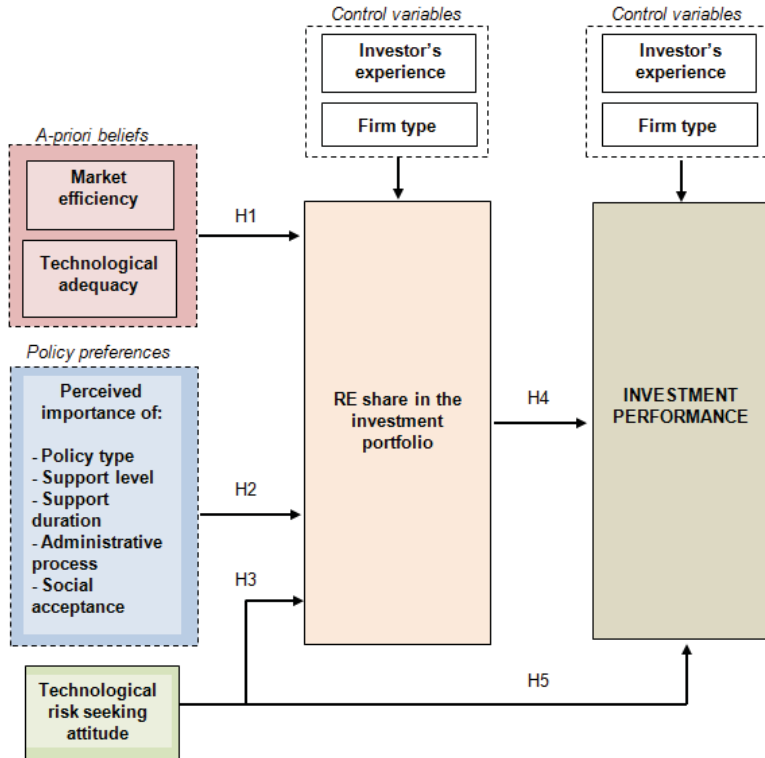 Control variables
Investor's
experience
Firm type
Control variables
Investor's
experience
Firm type
A-priori beliefs
Market
efficiency
Technological
adequacy
H1
Policy preferences
Perceived
importance of:
- Policy type
- Support level
- Support
duration
- Administrative
process
- Social
acceptance
H2
H3
RE share in the
investment
portfolio
H4
INVESTMENT
PERFORMANCE
Technological
risk seeking
attitude
H5